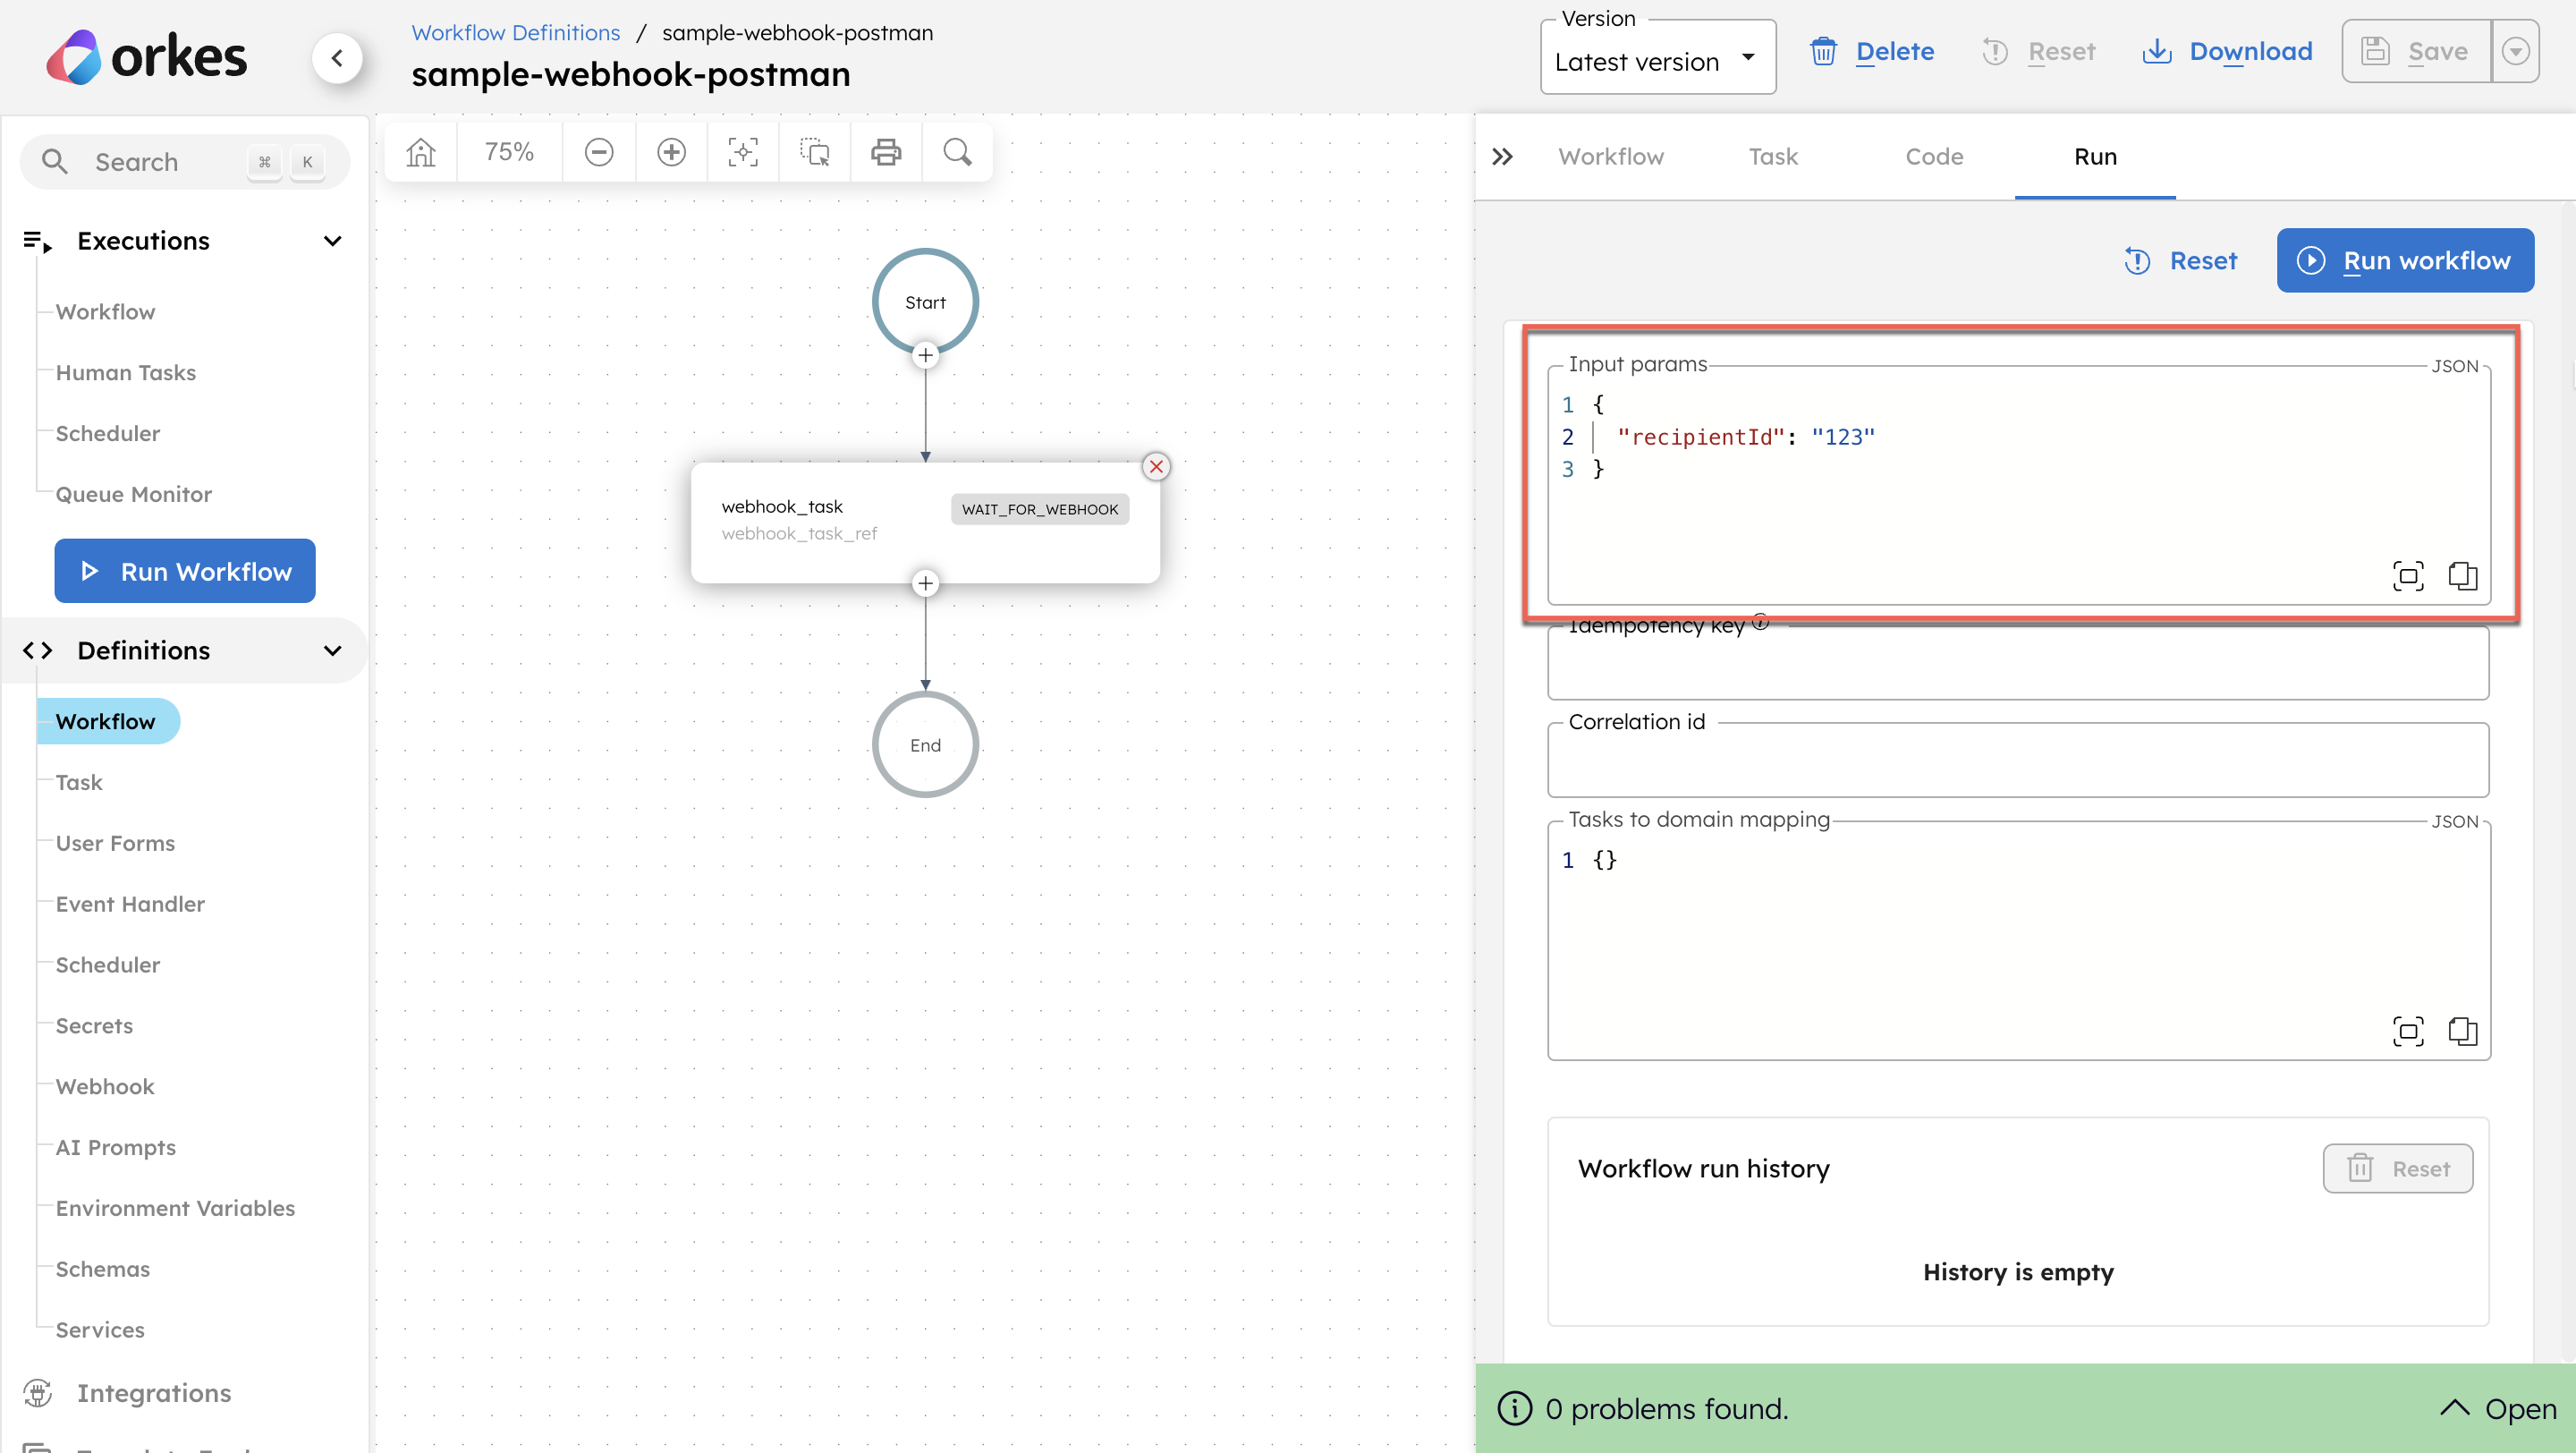 orkes
Workflow Definitions / sample-webhook-postman
sample-webhook-postman
Version
Latest version
Delete
Reset
Download
Save
Search
⌘ K
Executions
Workflow
Human Tasks
Scheduler
Queue Monitor
Run Workflow
Definitions
Workflow
Task
User Forms
Event Handler
Scheduler
Secrets
Webhook
AI Prompts
Environment Variables
Schemas
Services
Integrations
75%
Start
webhook_task
WAIT_FOR_WEBHOOK
webhook_task_ref
End
Workflow
Task
Code
Run
Reset
Run workflow
Input params
JSON
1 {
2 "recipientId": "123"
3 }
Idempotency key
Correlation id
Tasks to domain mapping
JSON
1 {}
Workflow run history
Reset
History is empty
0 problems found.
Open